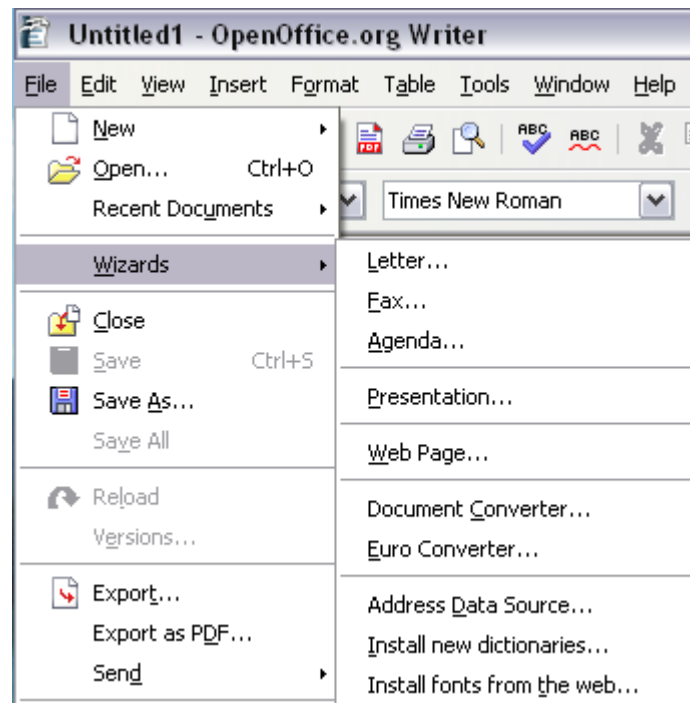 Untitled1 - OpenOffice.org Writer
File Edit View Insert Format Table Tools Window Help
New
PDF ABC ABC
Open... Ctrl+O
Recent Documents
Times New Roman
Wizards
Close
Save Ctrl+S
Save As...
Save All
Reload
Versions...
Export...
Export as PDF...
Send
Letter...
Fax...
Agenda...
Presentation...
Web Page...
Document Converter...
Euro Converter...
Address Data Source...
Install new dictionaries...
Install fonts from the web...